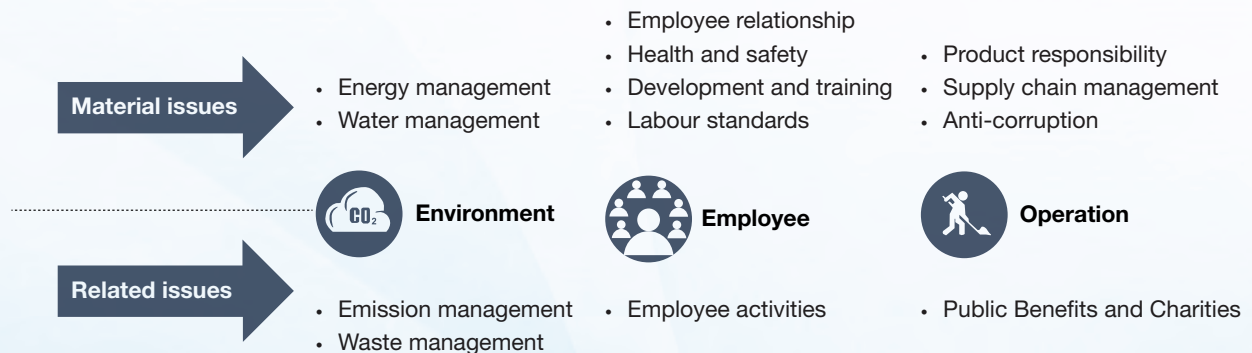 Material issues
• Energy management
• Water management
• Employee relationship
• Health and safety
• Development and training
• Labour standards
• Product responsibility
• Supply chain management
• Anti-corruption
CO₂
Environment
Employee
Operation
Related issues
• Emission management
• Waste management
• Employee activities
• Public Benefits and Charities